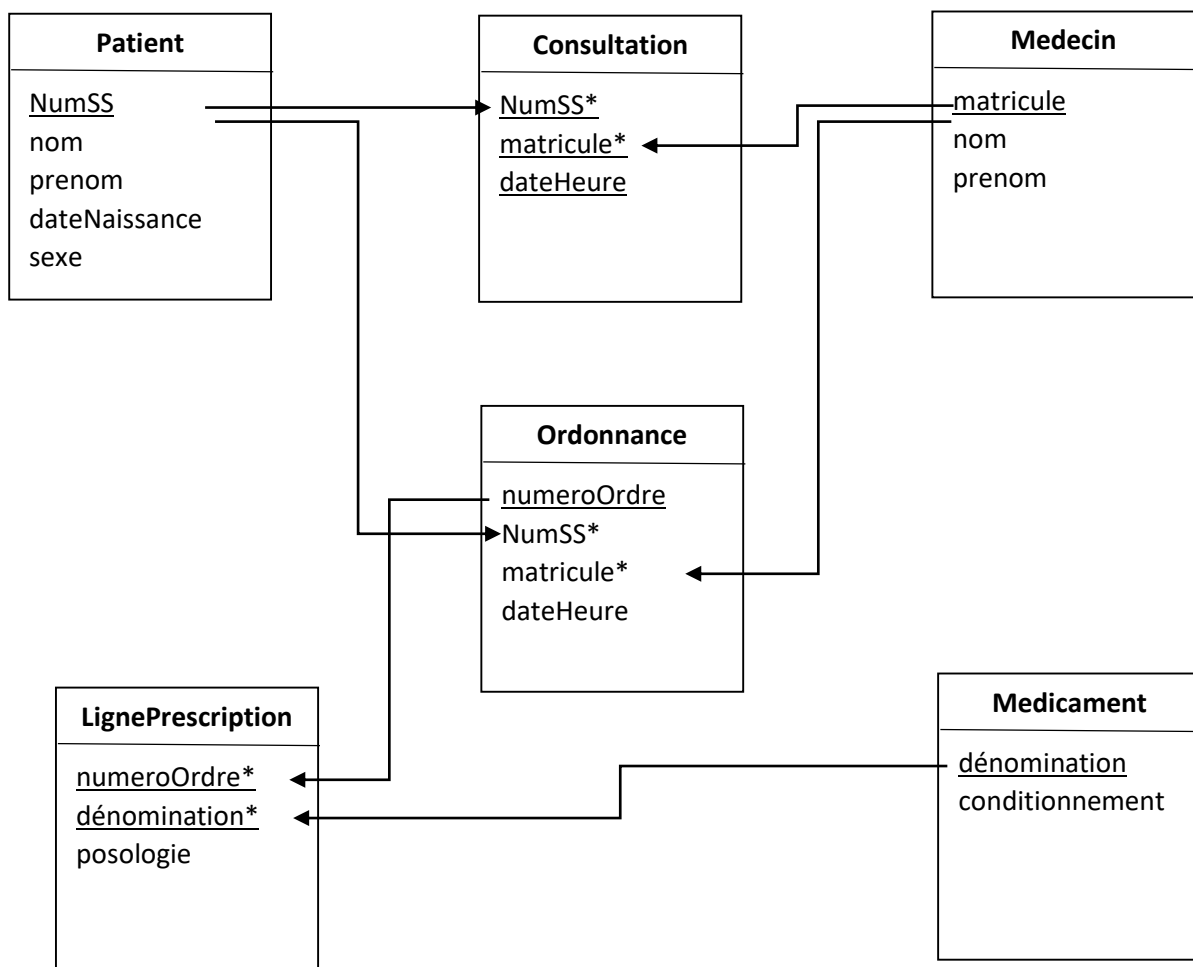 Patient
NumSS
nom
prenom
dateNaissance
sexe
Consultation
NumSS*
matricule*
dateHeure
Medecin
matricule
nom
prenom
Ordonnance
numeroOrdre
NumSS*
matricule*
dateHeure
LignePrescription
numeroOrdre*
dénomination*
posologie
Medicament
dénomination
conditionnement